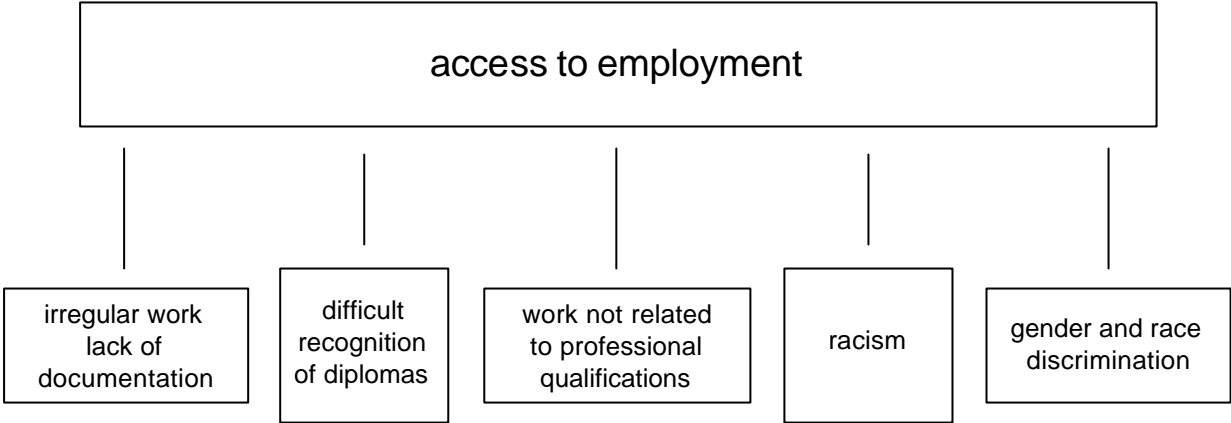 access to employment
irregular work
lack of
documentation
difficult
recognition
of diplomas
work not related
to professional
qualifications
racism
gender and race
discrimination